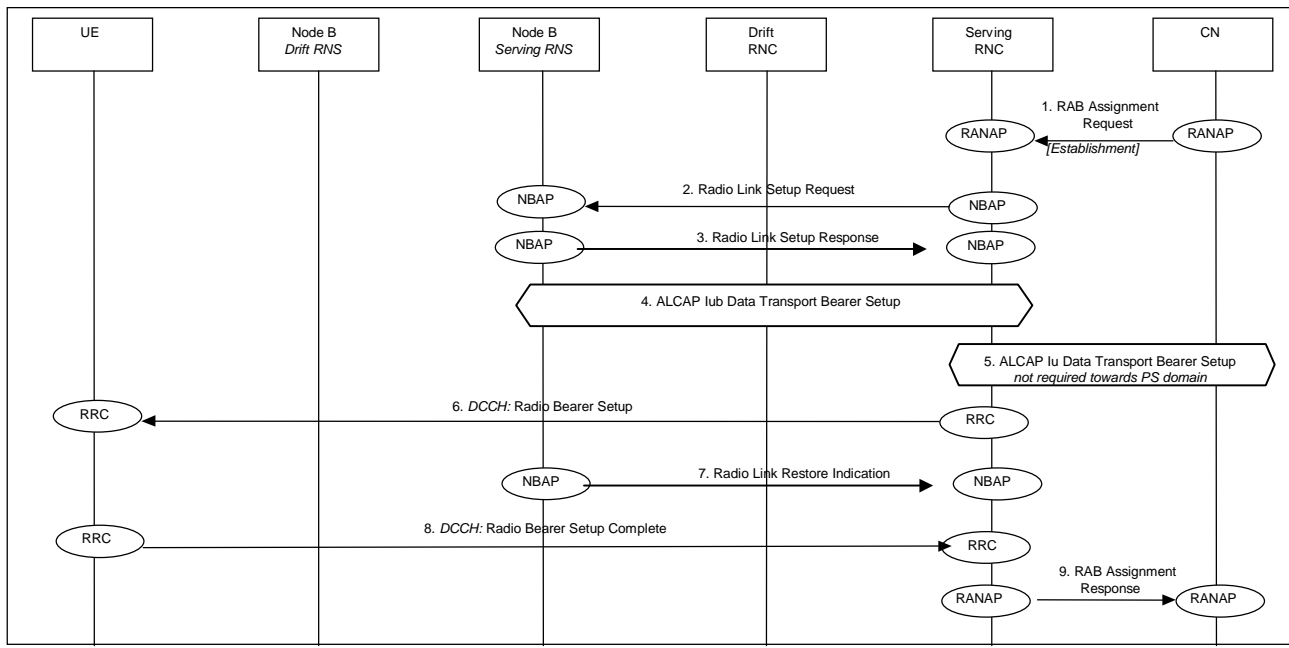 UE
Node B
Drift RNS
Node B
Serving RNS
Drift
RNC
Serving
RNC
CN
1. RAB Assignment
Request
[Establishment]
RANAP
RANAP
2. Radio Link Setup Request
NBAP
NBAP
3. Radio Link Setup Response
NBAP
NBAP
4. ALCAP Iub Data Transport Bearer Setup
5. ALCAP Iu Data Transport Bearer Setup
not required towards PS domain
6. DCCH: Radio Bearer Setup
RRC
RRC
7. Radio Link Restore Indication
NBAP
NBAP
8. DCCH: Radio Bearer Setup Complete
RRC
RRC
9. RAB Assignment
Response
RANAP
RANAP